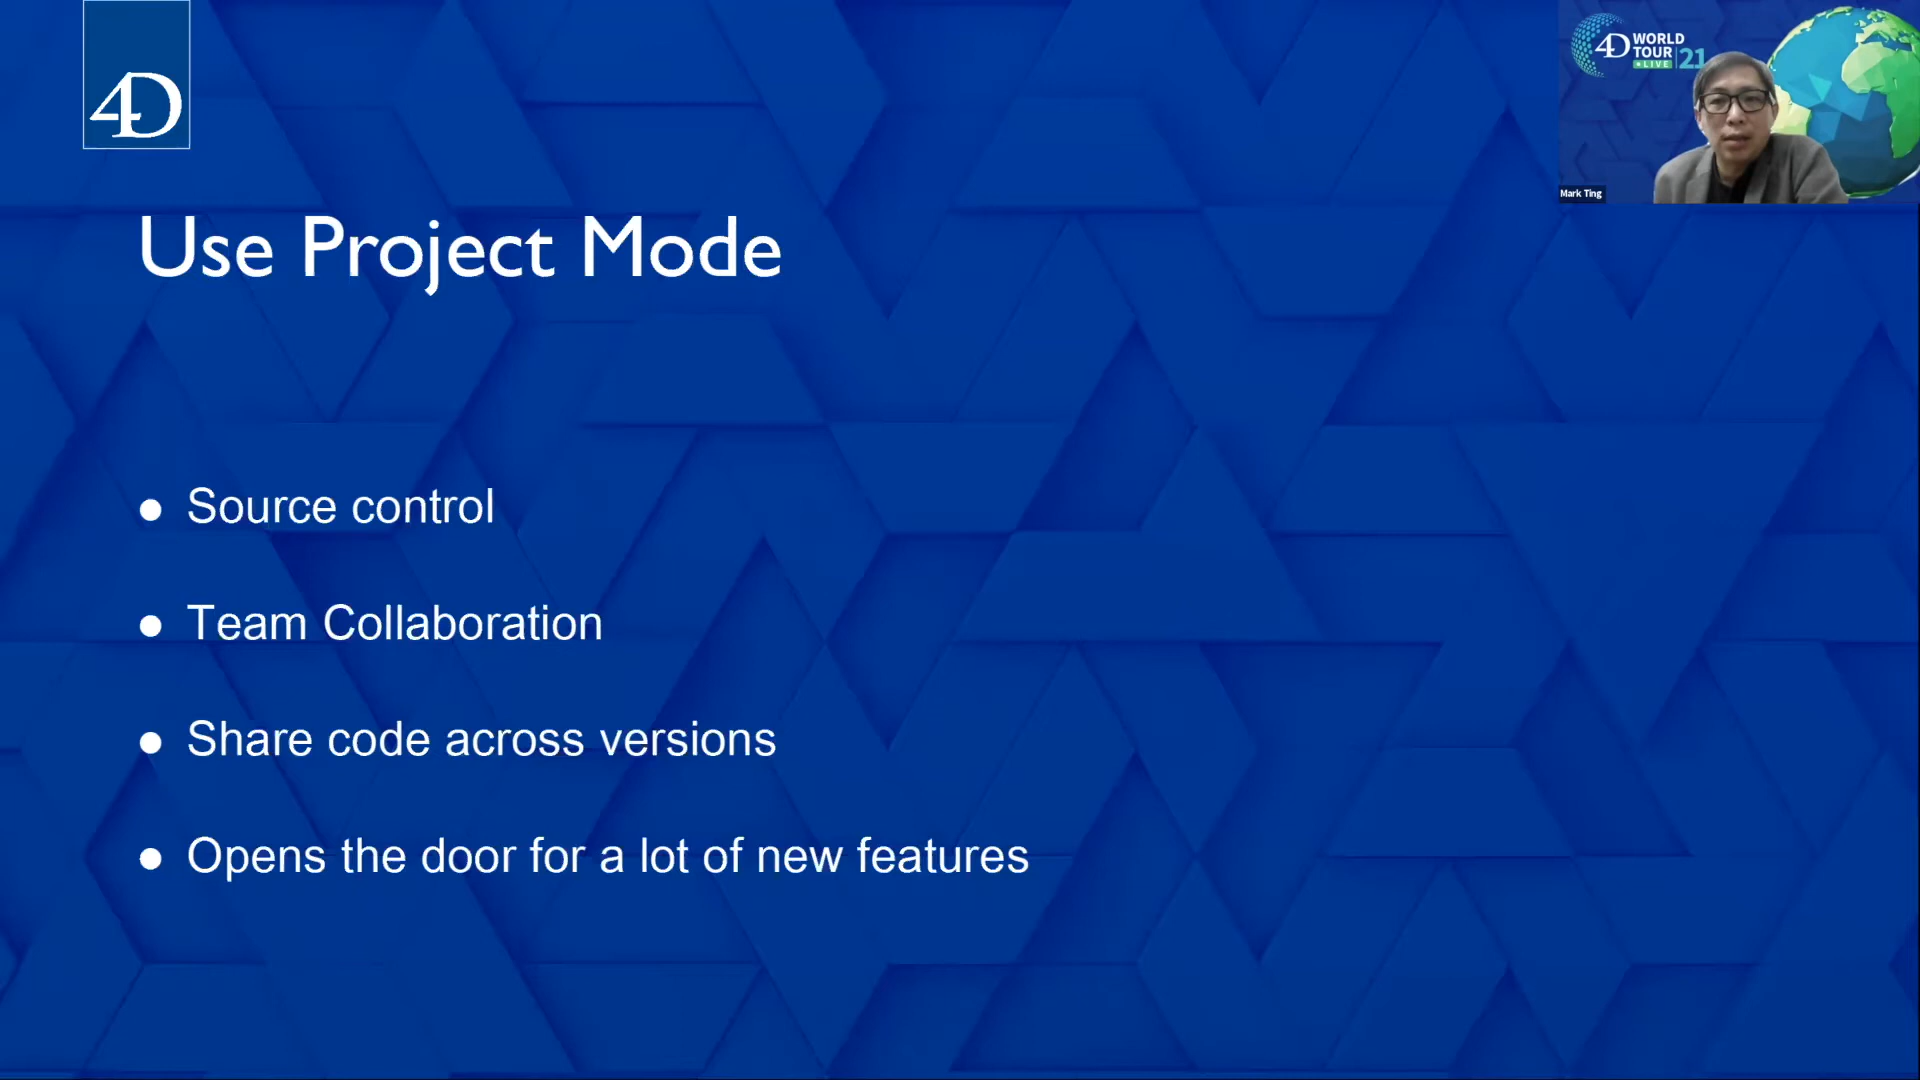 4D
4D WORLD
TOUR
LIVE 21
Mark Ting
Use Project Mode
● Source control
● Team Collaboration
● Share code across versions
● Opens the door for a lot of new features